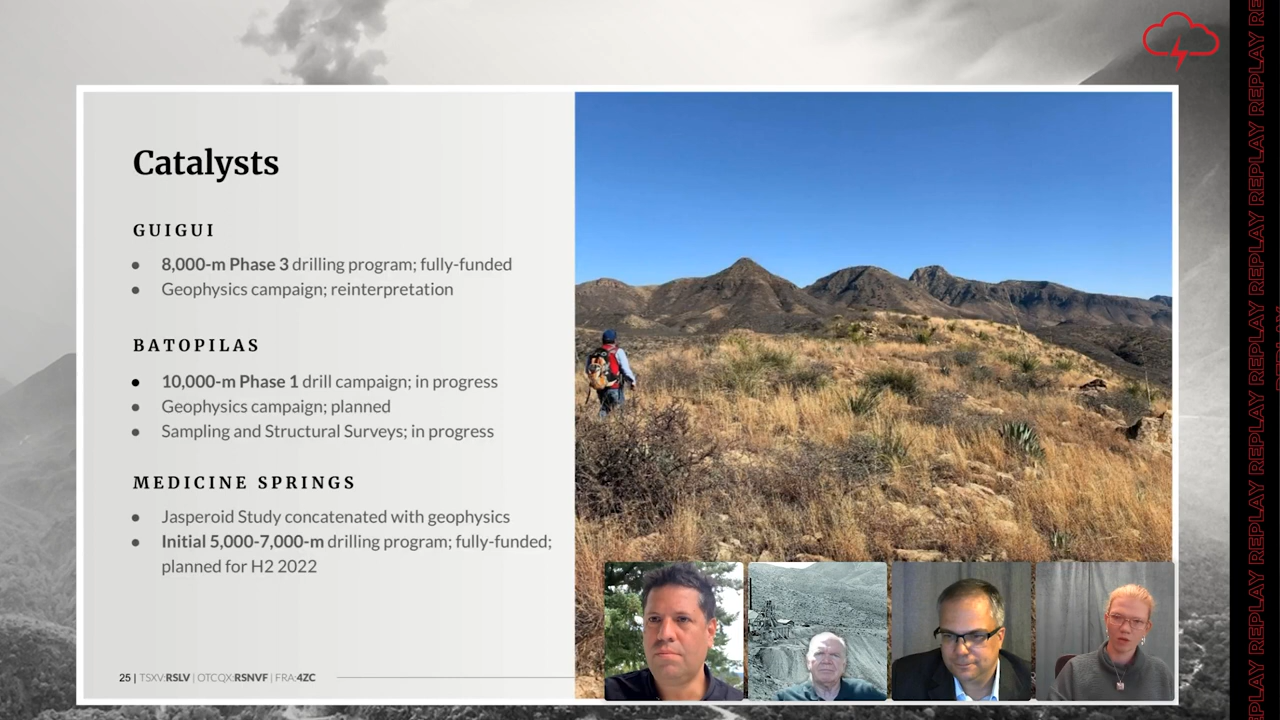 Catalysts
GUIGUI
● 8,000-m Phase 3 drilling program; fully-funded
● Geophysics campaign; reinterpretation
BATOPILAS
● 10,000-m Phase 1 drill campaign; in progress
● Geophysics campaign; planned
● Sampling and Structural Surveys; in progress
MEDICINE SPRINGS
● Jasperoid Study concatenated with geophysics
● Initial 5,000-7,000-m drilling program; fully-funded;
planned for H2 2022
25 | TSXV:RSLV | OTCQX:RSNVF | FRA:4ZC
REPLAY REPLAY REPLAY REPLAY REPLAY REPLAY REPLAY REPLAY REPLAY